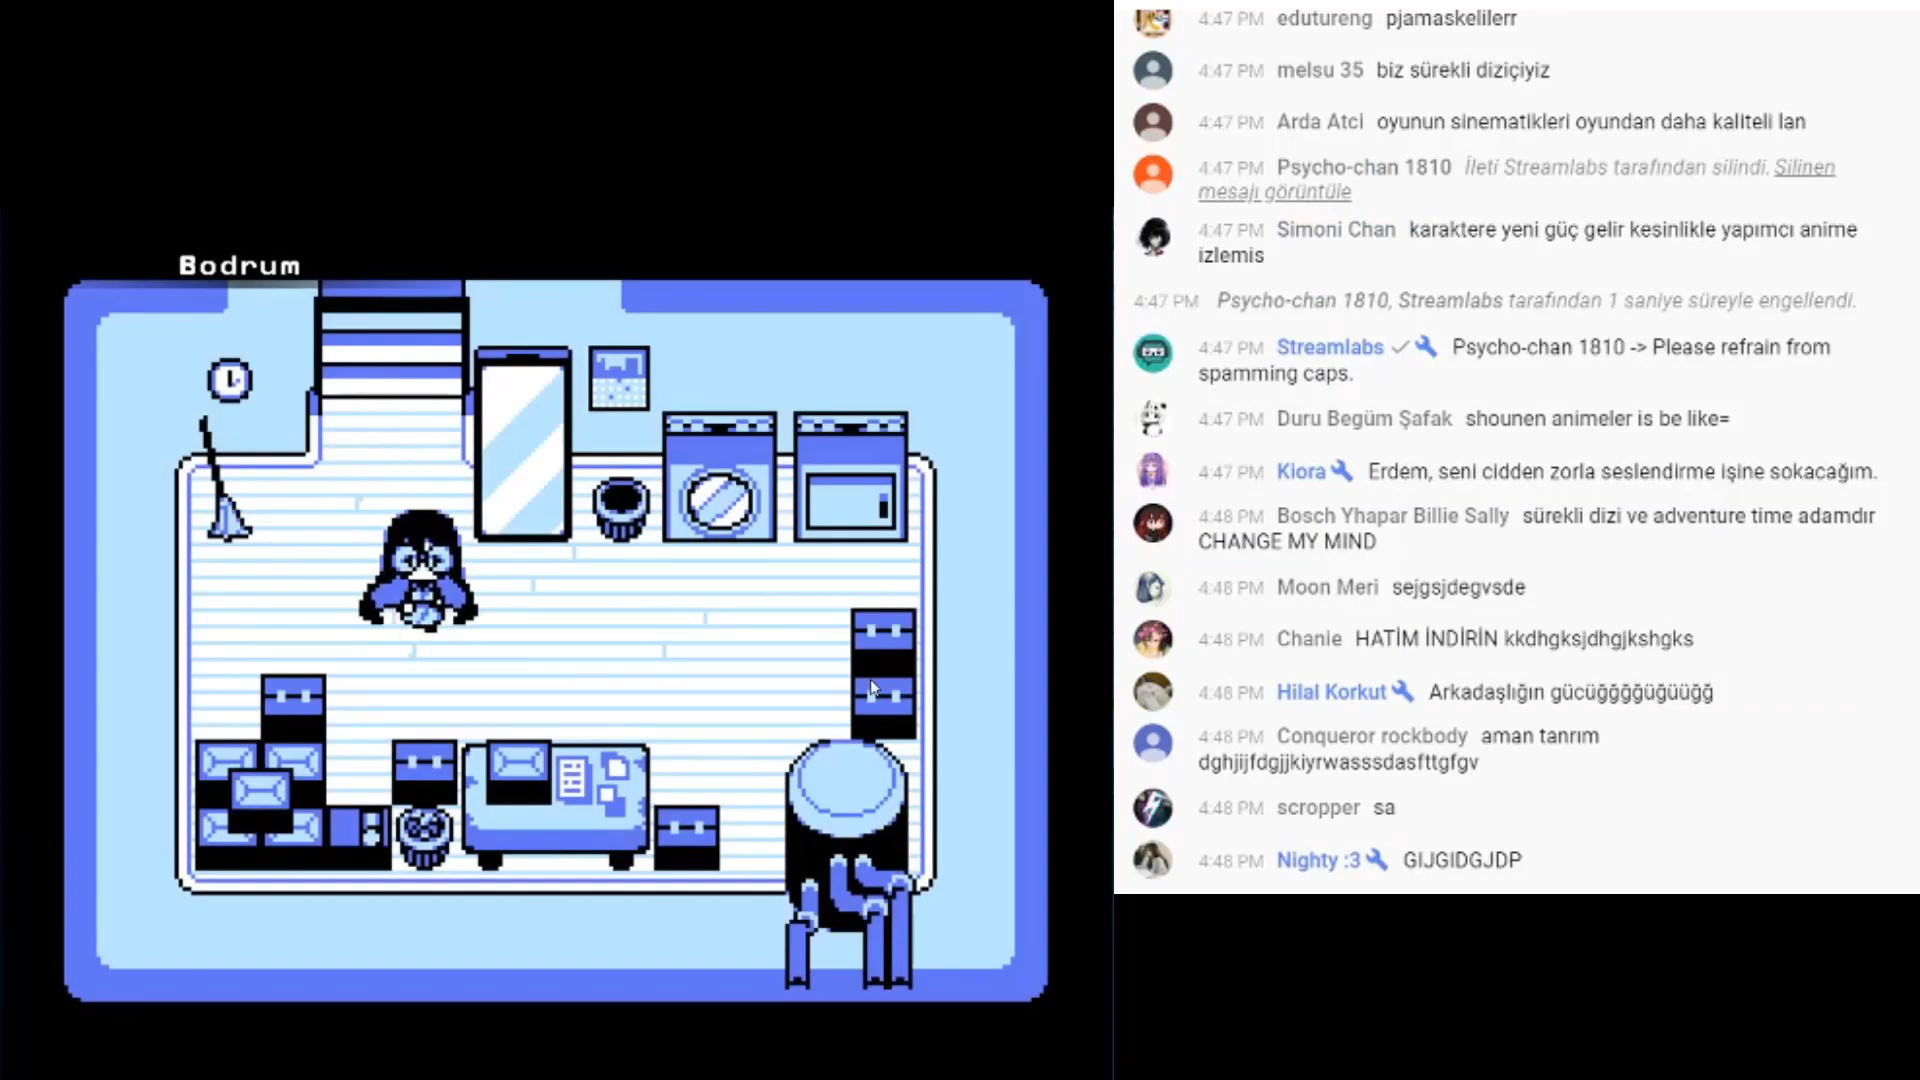 Bodrum
4:47 PM edutureng pjamaskelilerr
4:47 PM melsu 35 biz sürekli diziçiyiz
4:47 PM Arda Atci oyunun sinematikleri oyundan daha kaliteli lan
4:47 PM Psycho-chan 1810 İleti Streamlabs tarafından silindi. Silinen
mesajı görüntüle
4:47 PM Simoni Chan karaktere yeni güç gelir kesinlikle yapımcı anime
izlemis
4:47 PM Psycho-chan 1810, Streamlabs tarafından 1 saniye süreyle engellendi.
4:47 PM Streamlabs Psycho-chan 1810 -> Please refrain from
spamming caps.
4:47 PM Duru Begüm Şafak shounen animeler is be like=
4:47 PM Kiora Erdem, seni cidden zorla seslendirme işine sokacağım.
4:48 PM Bosch Yhapar Billie Sally sürekli dizi ve adventure time adamdır
CHANGE MY MIND
4:48 PM Moon Meri sejgsjdegvsde
4:48 PM Chanie HATİM İNDİRİN kkdhgksjdhgjkshgks
4:48 PM Hilal Korkut Arkadaşlığın gücüğğğğüğüüğğ
4:48 PM Conqueror rockbody aman tanrım
dghjijfdgjjkiyrwasssdasfttgfgv
4:48 PM scropper sa
4:48 PM Nighty :3 GIJGIDGJDP